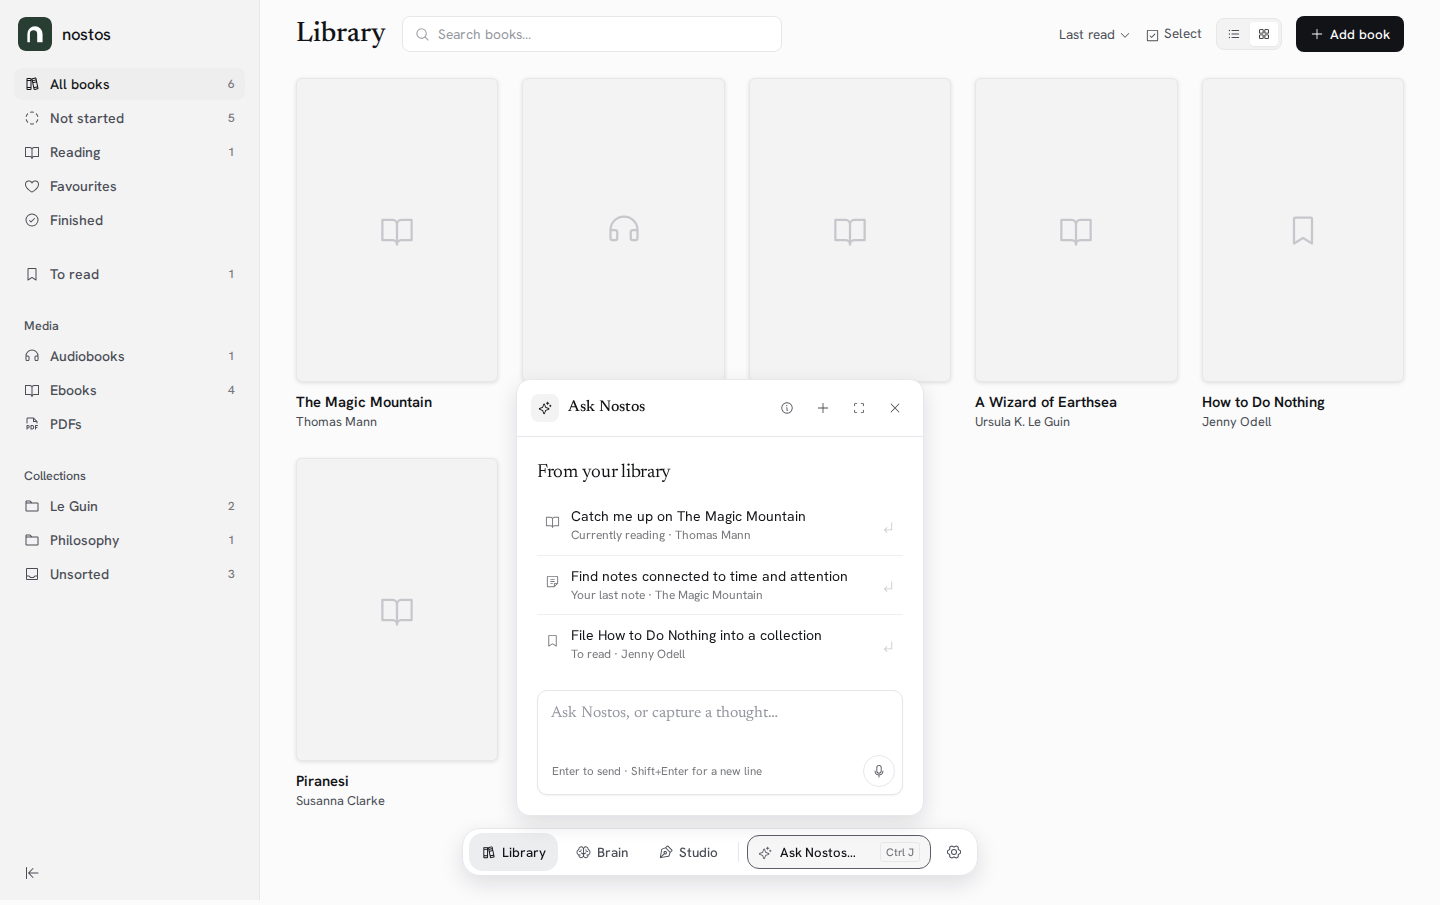 nostos
All books 6
Not started 5
Reading 1
Favourites
Finished
To read 1
Media
Audiobooks 1
Ebooks 4
PDFs
Collections
Le Guin 2
Philosophy 1
Unsorted 3
Library
Search books...
Last read
Select
Add book
The Magic Mountain
Thomas Mann
A Wizard of Earthsea
Ursula K. Le Guin
How to Do Nothing
Jenny Odell
Piranesi
Susanna Clarke
Ask Nostos
From your library
Catch me up on The Magic Mountain
Currently reading · Thomas Mann
Find notes connected to time and attention
Your last note · The Magic Mountain
File How to Do Nothing into a collection
To read · Jenny Odell
Ask Nostos, or capture a thought...
Enter to send · Shift+Enter for a new line
Library
Brain
Studio
Ask Nostos... Ctrl J